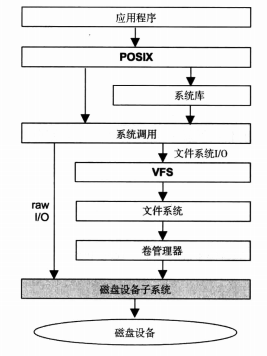 应用程序
POSIX
系统库
系统调用
文件系统I/O
VFS
raw
I/O
文件系统
卷管理器
磁盘设备子系统
磁盘设备